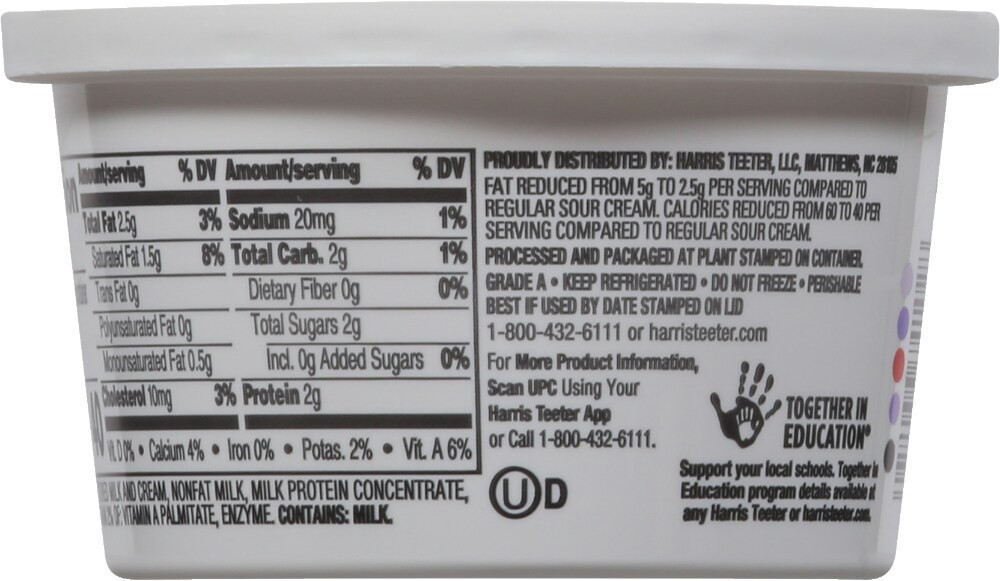 Amount/serving % DV Amount/serving % DV
Total Fat 2.5g 3% Sodium 20mg 1%
Saturated Fat 1.5g 8% Total Carb. 2g 1%
Trans Fat 0g Dietary Fiber 0g 0%
Polyunsaturated Fat 0g Total Sugars 2g
Monounsaturated Fat 0.5g Incl. 0g Added Sugars 0%
Cholesterol 10mg 3% Protein 2g
Vit. D 0% • Calcium 4% • Iron 0% • Potas. 2% • Vit. A 6%
MILK AND CREAM, NONFAT MILK, MILK PROTEIN CONCENTRATE,
OF: VITAMIN A PALMITATE, ENZYME. CONTAINS: MILK.
PROUDLY DISTRIBUTED BY: HARRIS TEETER, LLC, MATTHEWS, NC 28105
FAT REDUCED FROM 5g TO 2.5g PER SERVING COMPARED TO
REGULAR SOUR CREAM. CALORIES REDUCED FROM 60 TO 40 PER
SERVING COMPARED TO REGULAR SOUR CREAM.
PROCESSED AND PACKAGED AT PLANT STAMPED ON CONTAINER.
GRADE A • KEEP REFRIGERATED • DO NOT FREEZE • PERISHABLE
BEST IF USED BY DATE STAMPED ON LID
1-800-432-6111 or harristeeter.com
For More Product Information,
Scan UPC Using Your
Harris Teeter App
or Call 1-800-432-6111.
U D
TOGETHER IN
EDUCATION®
Support your local schools. Together in
Education program details available at
any Harris Teeter or harristeeter.com.